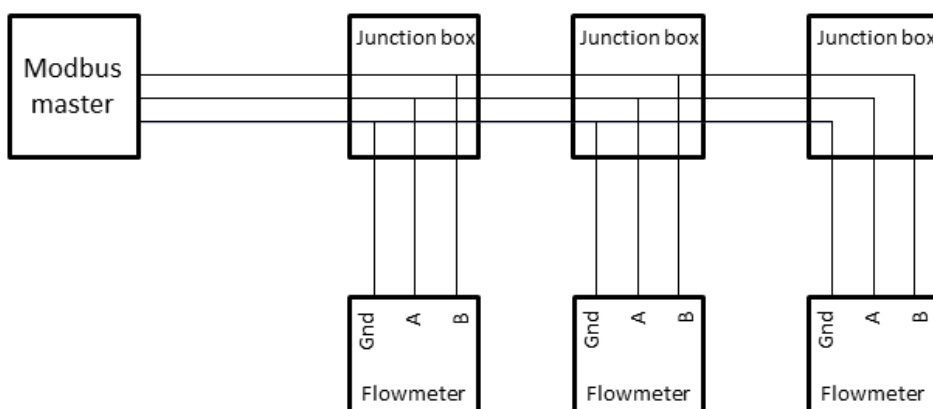 Modbus
master
Junction box
Junction box
Junction box
Gnd
A
B
Flowmeter
Gnd
A
B
Flowmeter
Gnd
A
B
Flowmeter